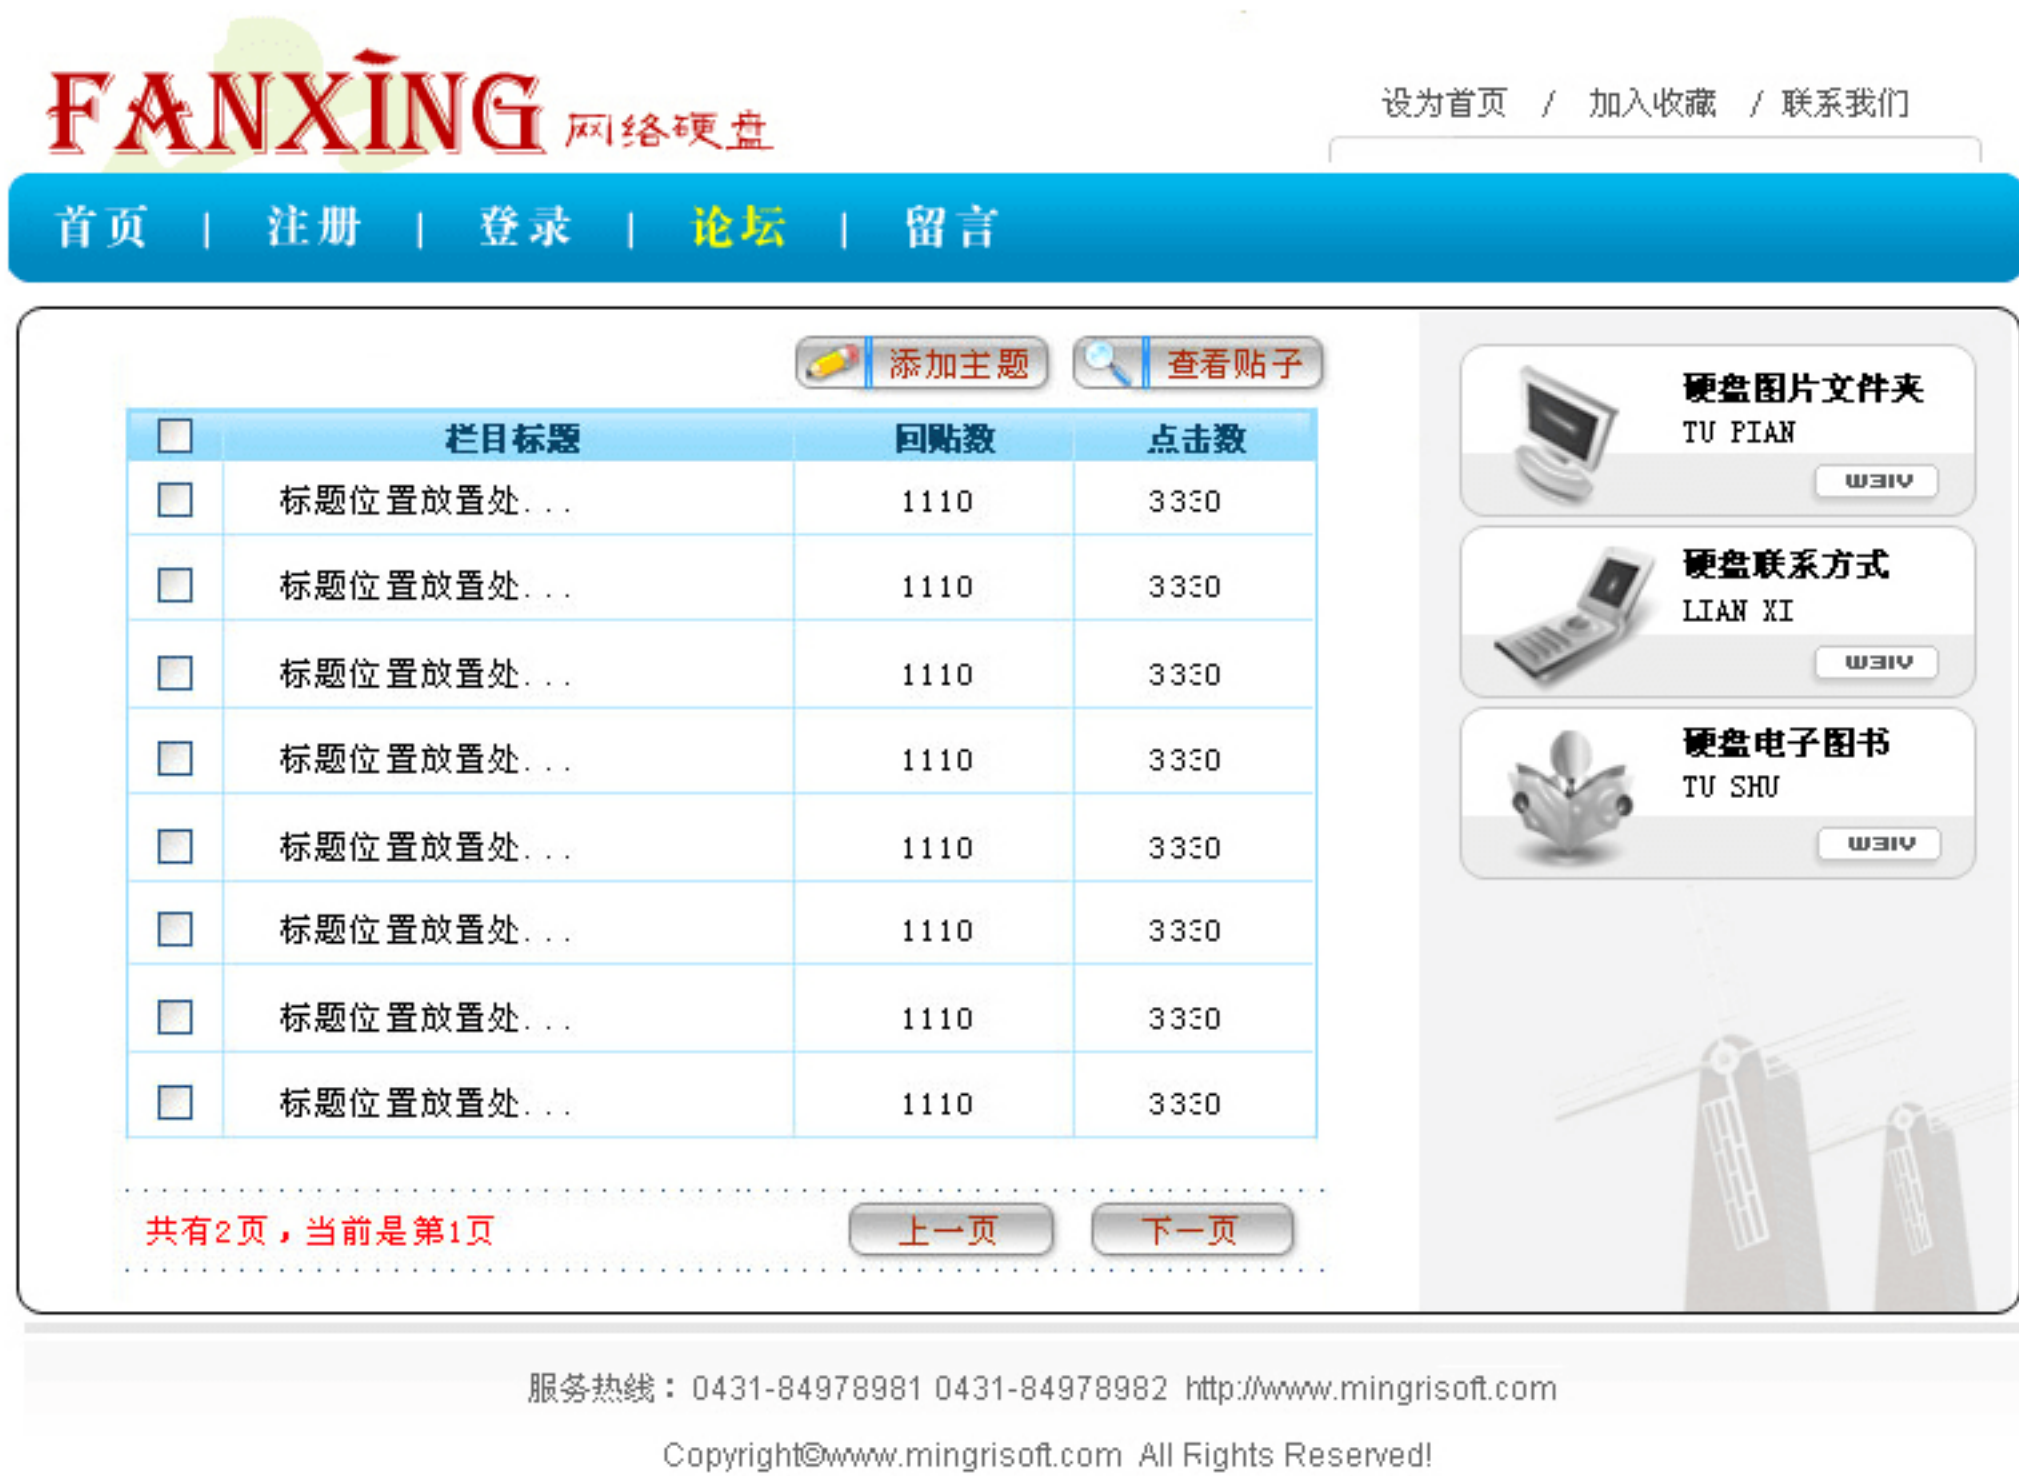 FANXING 网络硬盘
设为首页 / 加入收藏 / 联系我们
首页 | 注册 | 登录 | 论坛 | 留言
添加主题 查看贴子
栏目标题 回贴数 点击数
标题位置放置处... 1110 3330
标题位置放置处... 1110 3330
标题位置放置处... 1110 3330
标题位置放置处... 1110 3330
标题位置放置处... 1110 3330
标题位置放置处... 1110 3330
标题位置放置处... 1110 3330
标题位置放置处... 1110 3330
共有2页，当前是第1页 上一页 下一页
硬盘图片文件夹
TU PIAN
VIEW
硬盘联系方式
LIAN XI
VIEW
硬盘电子图书
TU SHU
VIEW
服务热线：0431-84978981 0431-84978982 http://www.mingrisoft.com
Copyright©www.mingrisoft.com All Rights Reserved!